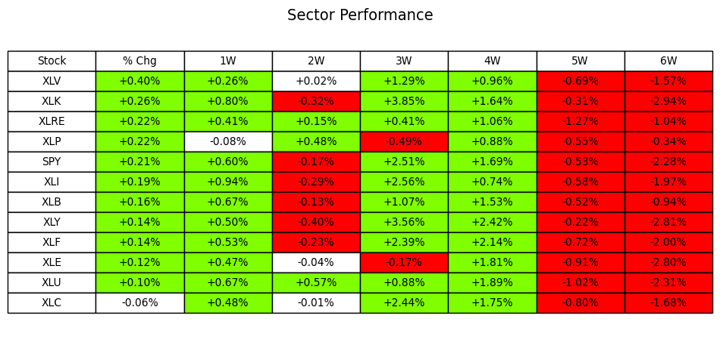 Sector Performance
Stock % Chg 1W 2W 3W 4W 5W 6W
XLV +0.40% +0.26% +0.02% +1.29% +0.96% -0.69% -1.57%
XLK +0.26% +0.80% -0.32% +3.85% +1.64% -0.31% -2.94%
XLRE +0.22% +0.41% +0.15% +0.41% +1.06% -1.27% -1.04%
XLP +0.22% -0.08% +0.48% -0.49% +0.88% -0.55% -0.34%
SPY +0.21% +0.60% -0.17% +2.51% +1.69% -0.53% -2.28%
XLI +0.19% +0.94% -0.29% +2.56% +0.74% -0.58% -1.97%
XLB +0.16% +0.67% -0.13% +1.07% +1.53% -0.52% -0.94%
XLY +0.14% +0.50% -0.40% +3.56% +2.42% -0.22% -2.81%
XLF +0.14% +0.53% -0.23% +2.39% +2.14% -0.72% -2.00%
XLE +0.12% +0.47% -0.04% -0.17% +1.81% -0.91% -2.80%
XLU +0.10% +0.67% +0.57% +0.88% +1.89% -1.02% -2.31%
XLC -0.06% +0.48% -0.01% +2.44% +1.75% -0.80% -1.68%